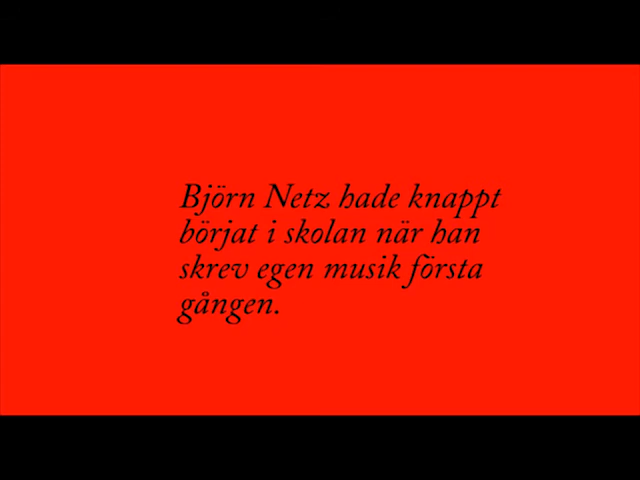 Björn Netz hade knappt
börjat i skolan när han
skrev egen musik första
gången.